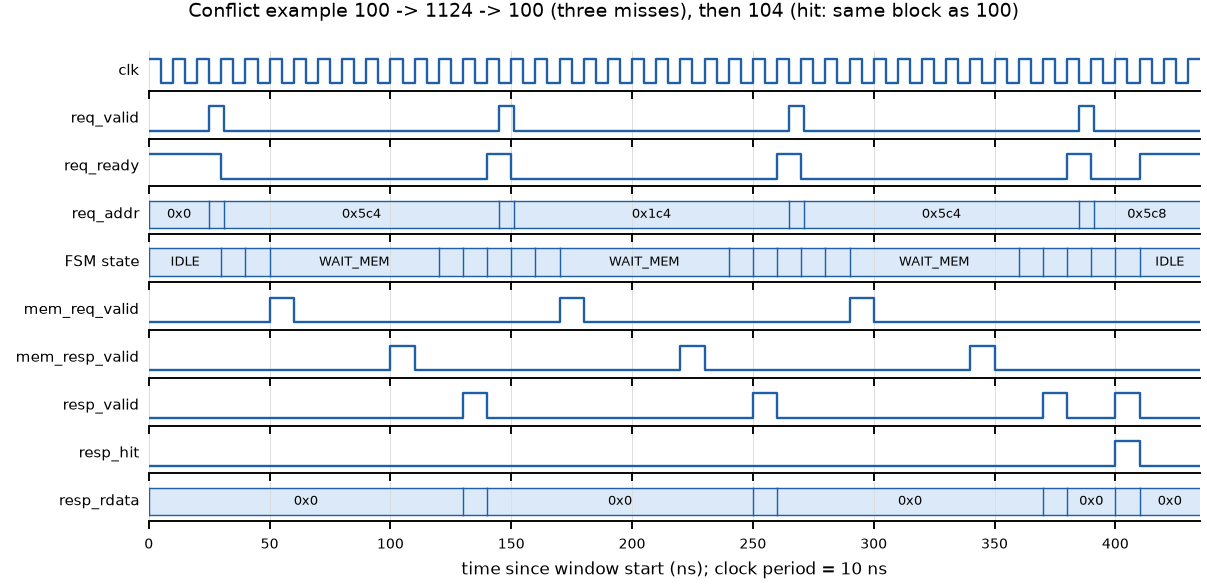 Conflict example 100 -> 1124 -> 100 (three misses), then 104 (hit: same block as 100)
clk
req_valid
req_ready
req_addr 0x0 0x5c4 0x1c4 0x5c4 0x5c8
FSM state IDLE WAIT_MEM WAIT_MEM WAIT_MEM IDLE
mem_req_valid
mem_resp_valid
resp_valid
resp_hit
resp_rdata 0x0 0x0 0x0 0x0 0x0
0 50 100 150 200 250 300 350 400
time since window start (ns); clock period = 10 ns